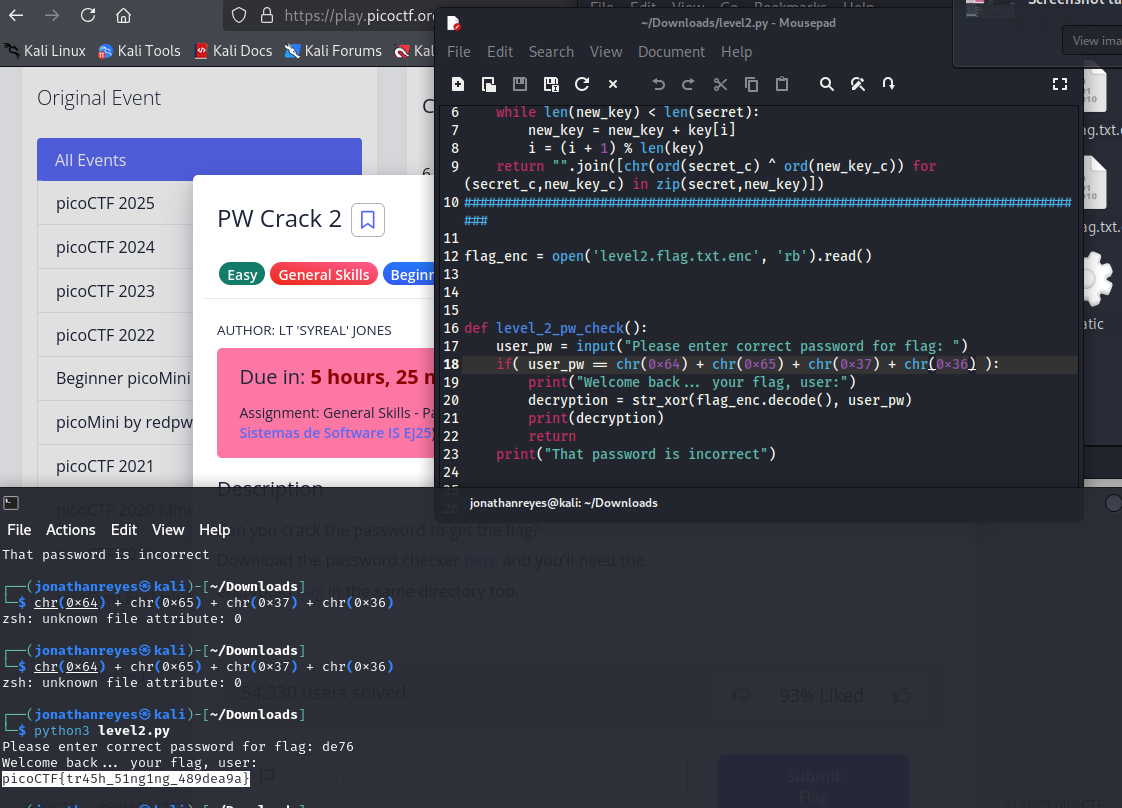 File Edit View Go Bookmarks Help
Screenshot ta
https://play.picoctf.or
~/Downloads/level2.py - Mousepad
View ima
Kali Linux Kali Tools Kali Docs Kali Forums Kal
File Edit Search View Document Help
Original Event
All Events
picoCTF 2025
picoCTF 2024
picoCTF 2023
picoCTF 2022
Beginner picoMini
picoMini by redpw
picoCTF 2021
picoCTF 2020 Mini
PW Crack 2
Easy General Skills Beginn
AUTHOR: LT 'SYREAL' JONES
Due in: 5 hours, 25 m
Assignment: General Skills - Pa
Sistemas de Software IS EJ25)
Description
6 while len(new_key) < len(secret):
7 new_key = new_key + key[i]
8 i = (i + 1) % len(key)
9 return "".join([chr(ord(secret_c) ^ ord(new_key_c)) for
(secret_c,new_key_c) in zip(secret,new_key)])
10 ############################################################################
###
11
12 flag_enc = open('level2.flag.txt.enc', 'rb').read()
13
14
15
16 def level_2_pw_check():
17 user_pw = input("Please enter correct password for flag: ")
18 if( user_pw == chr(0×64) + chr(0×65) + chr(0×37) + chr(0×36) ):
19 print("Welcome back... your flag, user:")
20 decryption = str_xor(flag_enc.decode(), user_pw)
21 print(decryption)
22 return
23 print("That password is incorrect")
24
25
26
ag.txt.
ag.txt.
atic
jonathanreyes@kali: ~/Downloads
File Actions Edit View Help
you crack the password to get the flag?
Download the password checker here and you'll need the
in the same directory too.
That password is incorrect
┌──(jonathanreyes㉿kali)-[~/Downloads]
└─$ chr(0×64) + chr(0×65) + chr(0×37) + chr(0×36)
zsh: unknown file attribute: 0
┌──(jonathanreyes㉿kali)-[~/Downloads]
└─$ chr(0×64) + chr(0×65) + chr(0×37) + chr(0×36)
zsh: unknown file attribute: 0
54,330 users solved
93% Liked
┌──(jonathanreyes㉿kali)-[~/Downloads]
└─$ python3 level2.py
Please enter correct password for flag: de76
Welcome back... your flag, user:
picoCTF{tr45h_51ng1ng_489dea9a}
Submit
Flag